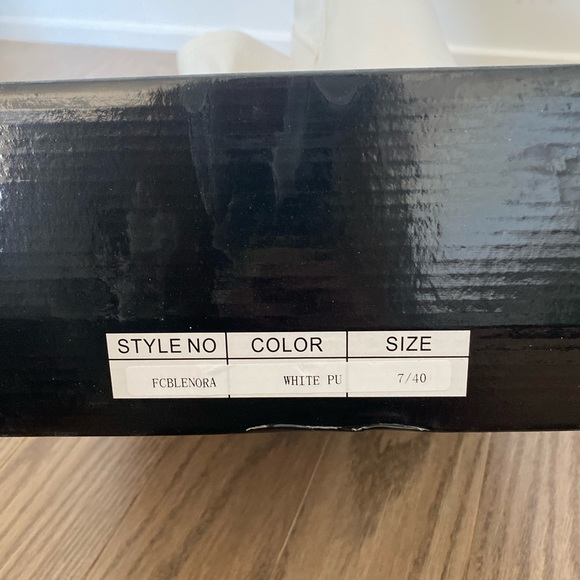 STYLE NO COLOR SIZE
FCBLENORA WHITE PU 7/40